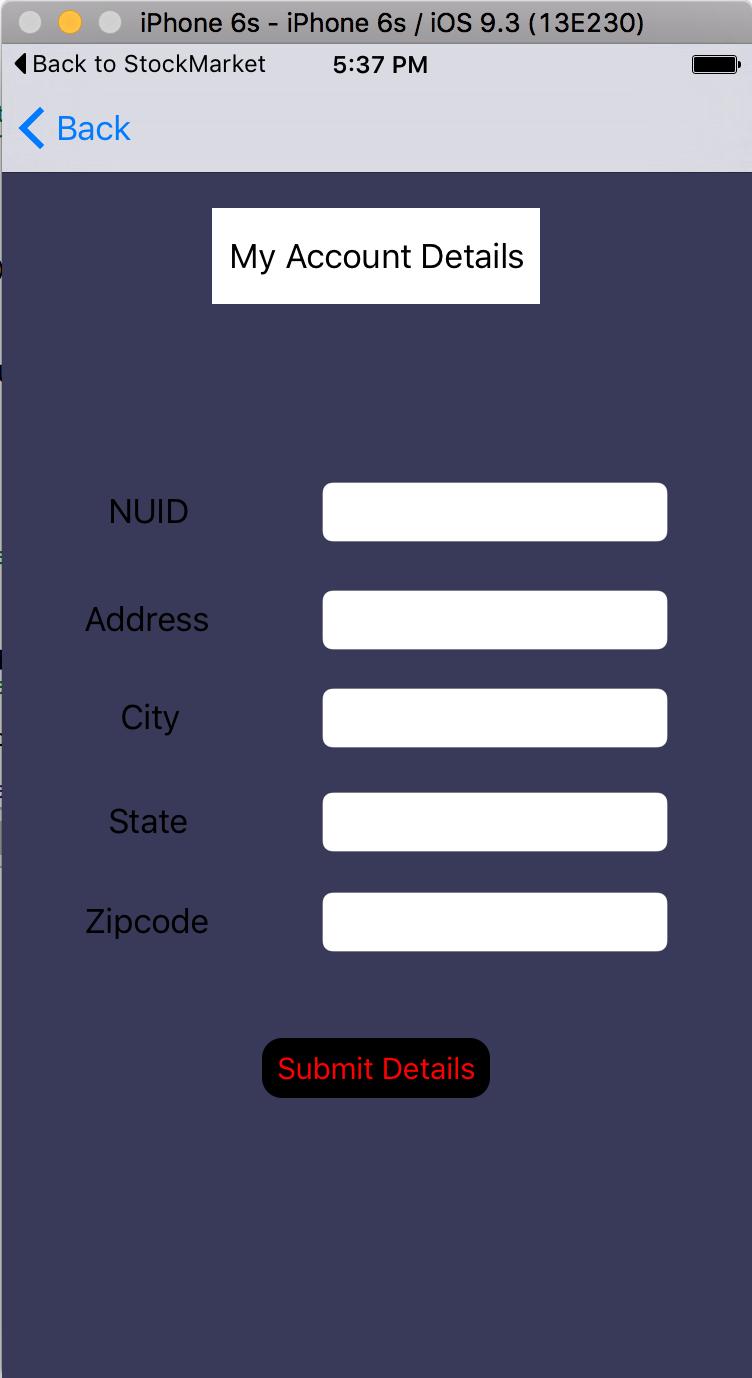 iPhone 6s - iPhone 6s / iOS 9.3 (13E230)
Back to StockMarket 5:37 PM
Back
My Account Details
NUID
Address
City
State
Zipcode
Submit Details